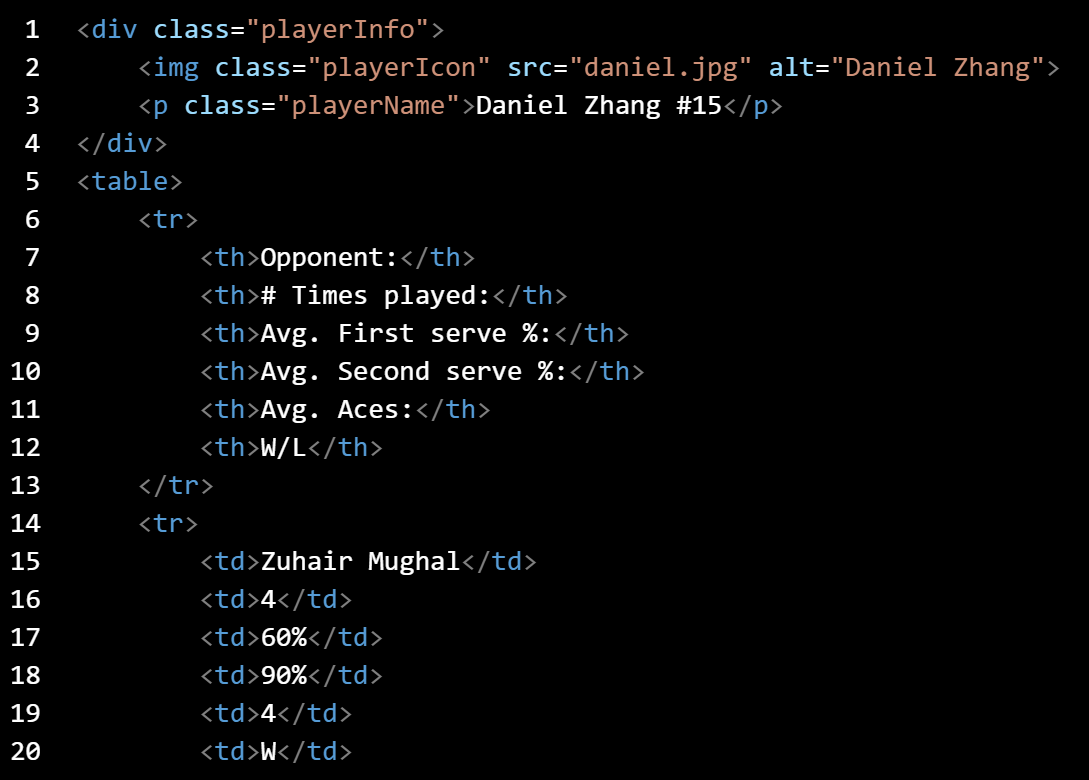 1 <div class="playerInfo">
2 <img class="playerIcon" src="daniel.jpg" alt="Daniel Zhang">
3 <p class="playerName">Daniel Zhang #15</p>
4 </div>
5 <table>
6 <tr>
7 <th>Opponent:</th>
8 <th># Times played:</th>
9 <th>Avg. First serve %:</th>
10 <th>Avg. Second serve %:</th>
11 <th>Avg. Aces:</th>
12 <th>W/L</th>
13 </tr>
14 <tr>
15 <td>Zuhair Mughal</td>
16 <td>4</td>
17 <td>60%</td>
18 <td>90%</td>
19 <td>4</td>
20 <td>W</td>